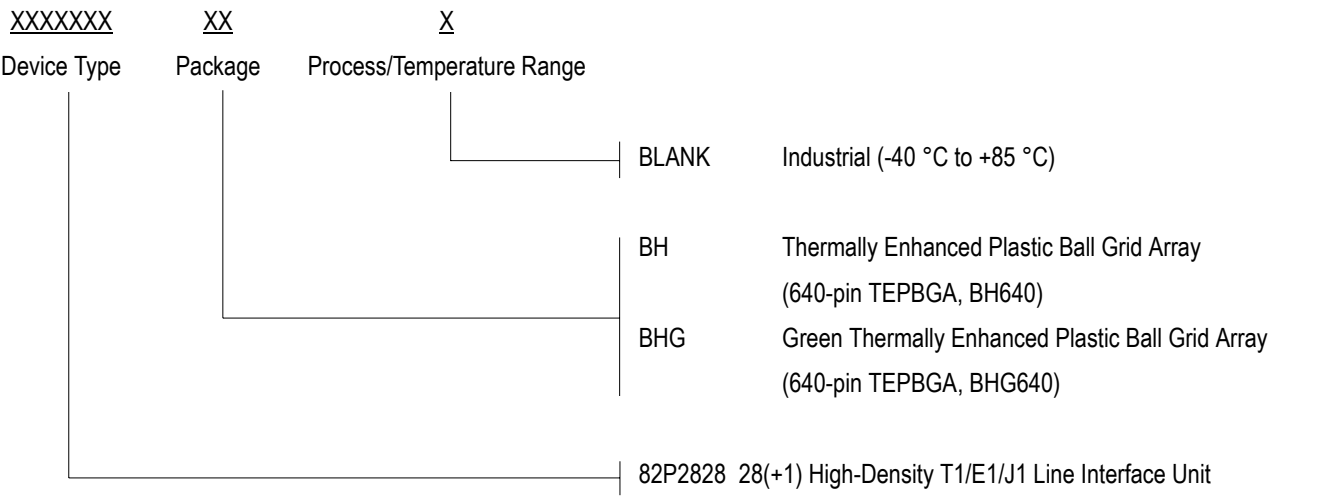 XXXXXXX XX X
Device Type Package Process/Temperature Range
BLANK Industrial (-40 °C to +85 °C)
BH Thermally Enhanced Plastic Ball Grid Array
(640-pin TEPBGA, BH640)
BHG Green Thermally Enhanced Plastic Ball Grid Array
(640-pin TEPBGA, BHG640)
82P2828 28(+1) High-Density T1/E1/J1 Line Interface Unit